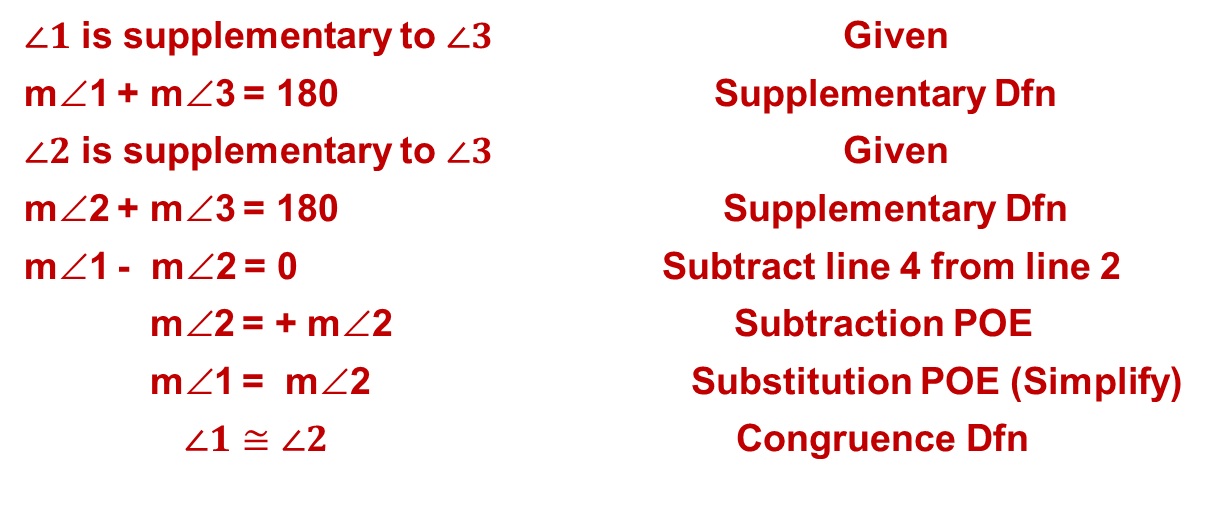 ∠1 is supplementary to ∠3 Given
m∠1 + m∠3 = 180 Supplementary Dfn
∠2 is supplementary to ∠3 Given
m∠2 + m∠3 = 180 Supplementary Dfn
m∠1 - m∠2 = 0 Subtract line 4 from line 2
m∠2 = + m∠2 Subtraction POE
m∠1 = m∠2 Substitution POE (Simplify)
∠1 ≅ ∠2 Congruence Dfn